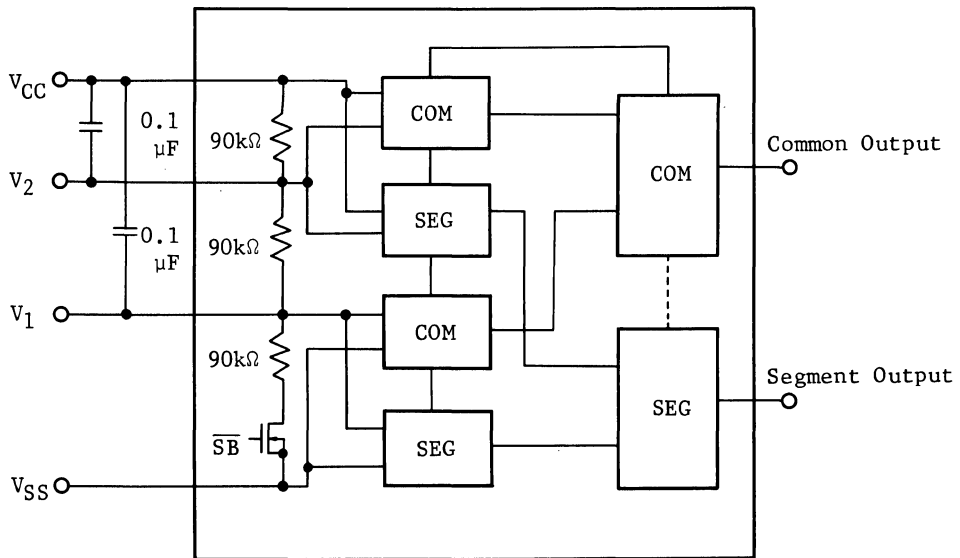 VCC
0.1
μF
90kΩ
COM
COM
Common Output
V2
SEG
0.1
μF
90kΩ
V1
COM
90kΩ
Segment Output
SEG
SB
SEG
VSS